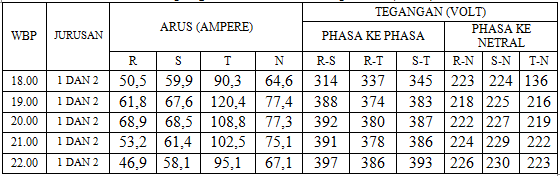 TEGANGAN (VOLT)
WBP JURUSAN ARUS (AMPERE) PHASA KE PHASA PHASA KE NETRAL
R S T N R-S R-T S-T R-N S-N T-N
18.00 1 DAN 2 50,5 59,9 90,3 64,6 314 337 345 223 224 136
19.00 1 DAN 2 61,8 67,6 120,4 77,4 388 374 383 218 225 216
20.00 1 DAN 2 68,9 68,5 108,8 77,3 392 380 387 222 227 219
21.00 1 DAN 2 53,2 61,4 102,5 75,1 391 378 386 224 229 222
22.00 1 DAN 2 46,9 58,1 95,1 67,1 397 386 393 226 230 223